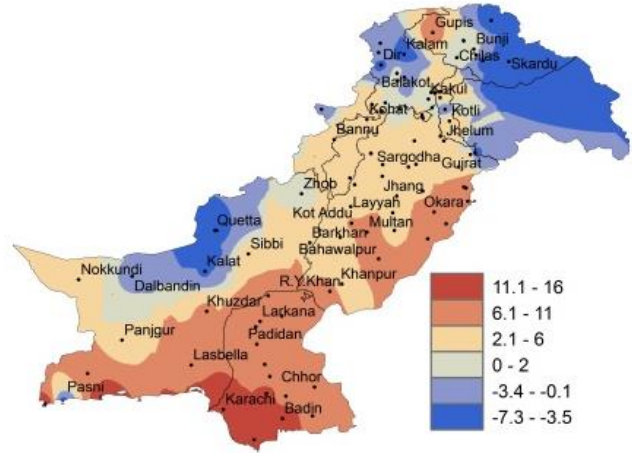 Gupis
Kalam
Bunji
Dir
Chilas
Skardu
Balakot
Kakul
Kohat
Kotli
Bannu
Jhelum
Sargodha
Gujrat
Zhob
Jhang
Kot Addu
Layyah
Okara
Quetta
Multan
Barkhan
Sibbi
Bahawalpur
Kalat
Nokkundi
Dalbandin
R.Y.Khan
Khanpur
Khuzdar
Larkana
Panjgur
Padidan
Lasbella
Pasni
Chhor
Karachi
Badin
11.1 - 16
6.1 - 11
2.1 - 6
0 - 2
-3.4 - -0.1
-7.3 - -3.5